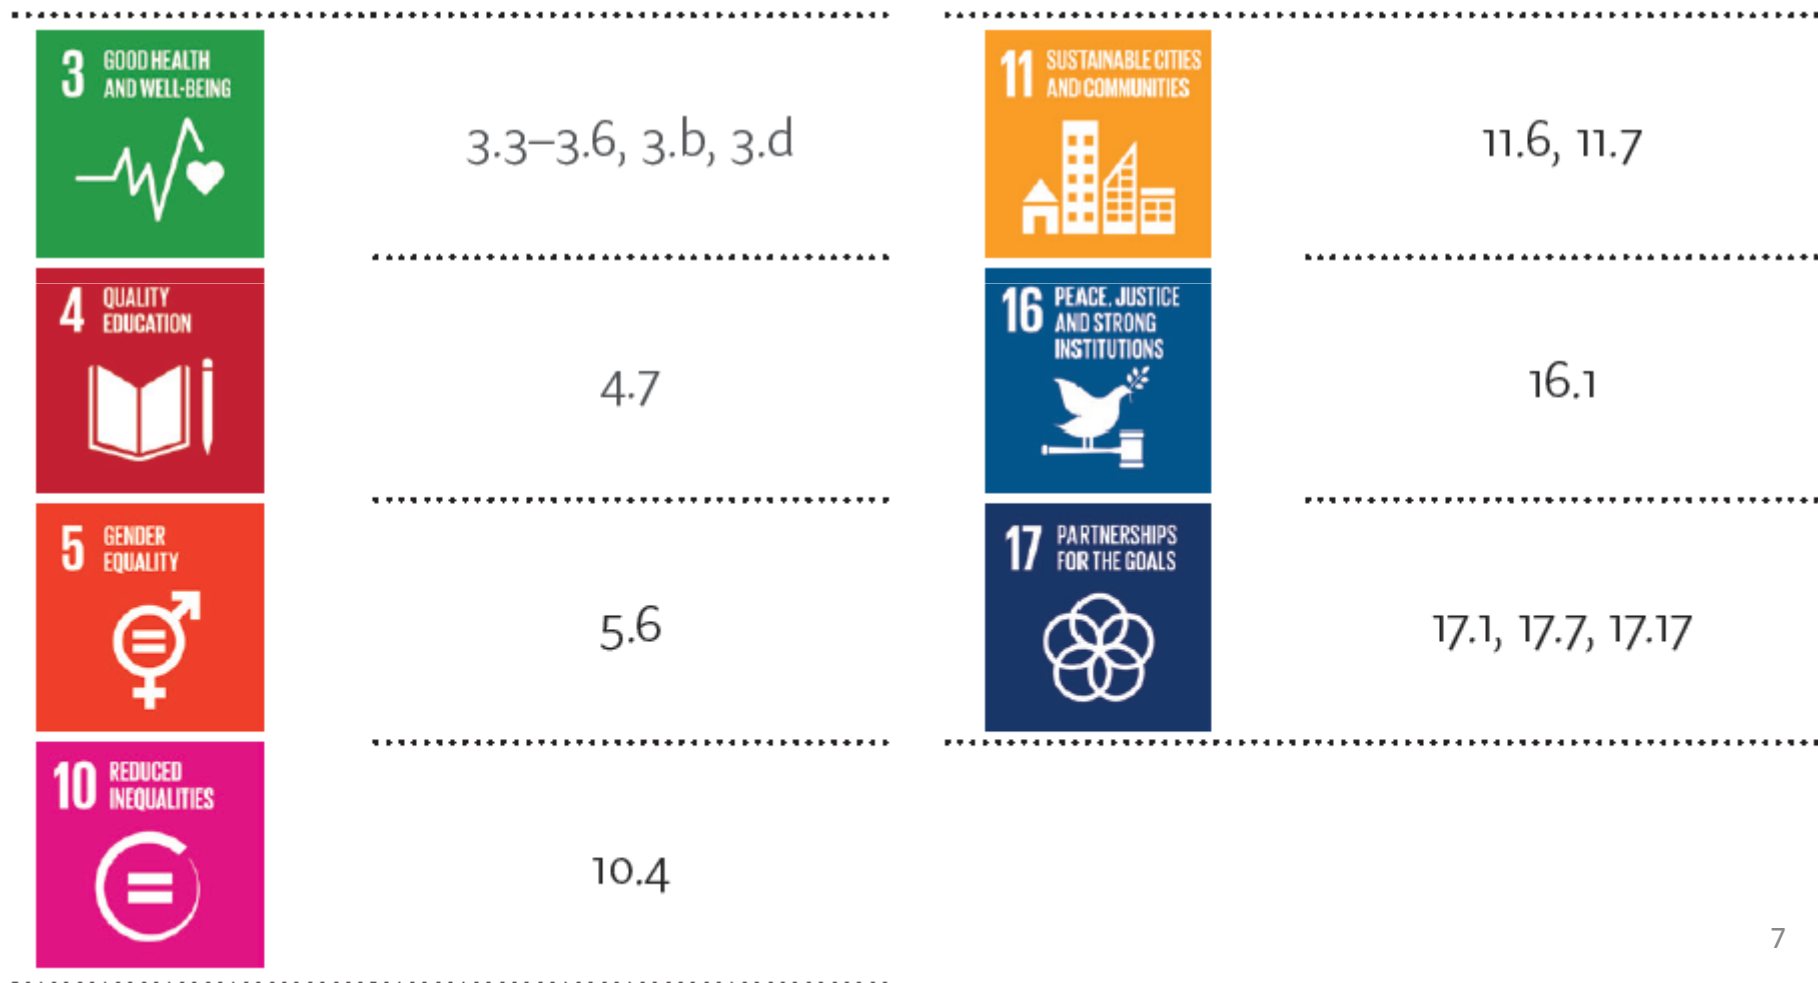 3 GOOD HEALTH
AND WELL-BEING
3.3–3.6, 3.b, 3.d
4 QUALITY
EDUCATION
4.7
5 GENDER
EQUALITY
5.6
10 REDUCED
INEQUALITIES
10.4
11 SUSTAINABLE CITIES
AND COMMUNITIES
11.6, 11.7
16 PEACE, JUSTICE
AND STRONG
INSTITUTIONS
16.1
17 PARTNERSHIPS
FOR THE GOALS
17.1, 17.7, 17.17
7